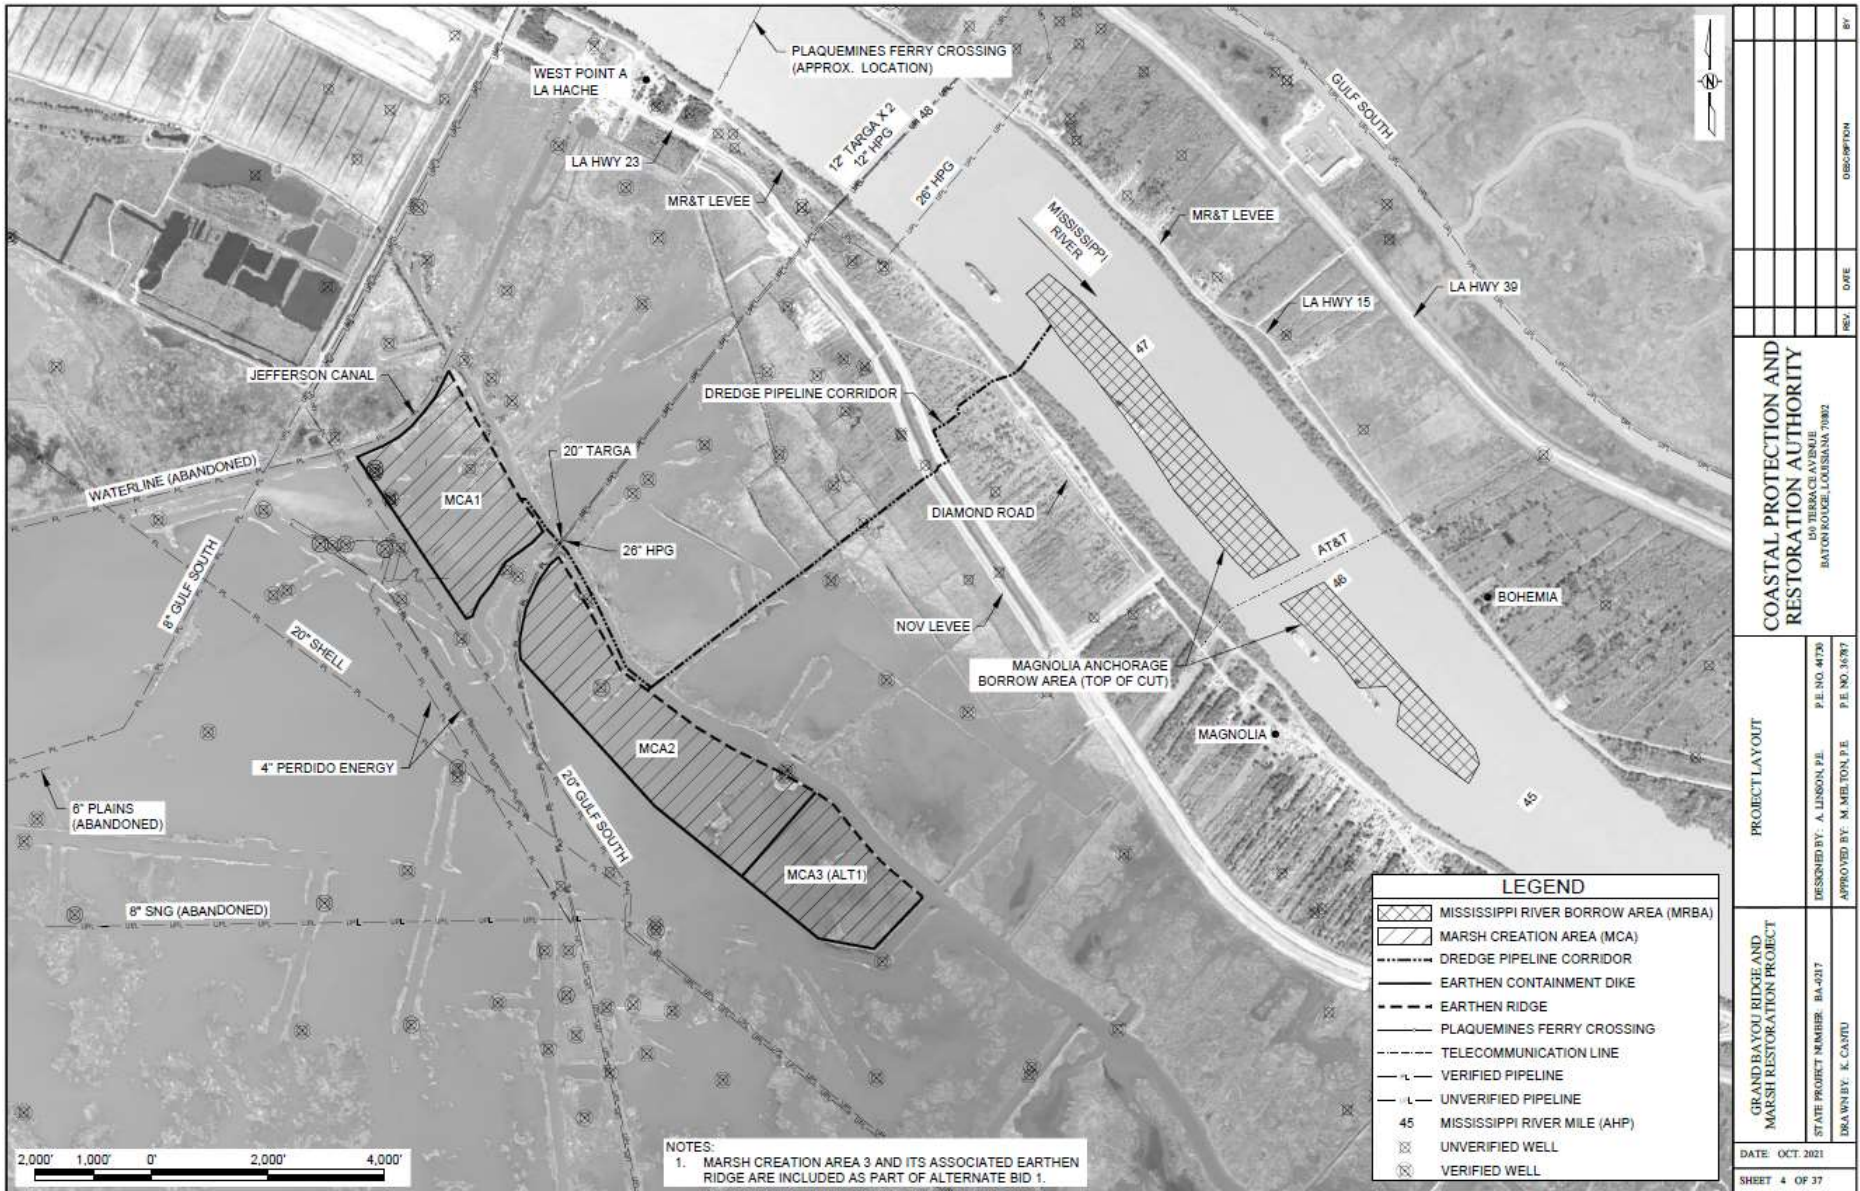 PLAQUEMINES FERRY CROSSING
(APPROX. LOCATION)
WEST POINT A
LA HACHE
LA HWY 23
MR&T LEVEE
12" TARGA X 2
12" HPG
48
26" HPG
MISSISSIPPI
RIVER
GULF SOUTH
MR&T LEVEE
LA HWY 15
LA HWY 39
47
JEFFERSON CANAL
DREDGE PIPELINE CORRIDOR
WATERLINE (ABANDONED)
MCA1
20" TARGA
26" HPG
DIAMOND ROAD
NOV LEVEE
AT&T
46
BOHEMIA
8" GULF SOUTH
20" SHELL
MAGNOLIA ANCHORAGE
BORROW AREA (TOP OF CUT)
MAGNOLIA
45
4" PERDIDO ENERGY
6" PLAINS
(ABANDONED)
MCA2
20" GULF SOUTH
MCA3 (ALT1)
8" SNG (ABANDONED)
LEGEND
MISSISSIPPI RIVER BORROW AREA (MRBA)
MARSH CREATION AREA (MCA)
DREDGE PIPELINE CORRIDOR
EARTHEN CONTAINMENT DIKE
EARTHEN RIDGE
PLAQUEMINES FERRY CROSSING
TELECOMMUNICATION LINE
VERIFIED PIPELINE
UNVERIFIED PIPELINE
45 MISSISSIPPI RIVER MILE (AHP)
UNVERIFIED WELL
VERIFIED WELL
2,000' 1,000' 0' 2,000' 4,000'
NOTES:
1. MARSH CREATION AREA 3 AND ITS ASSOCIATED EARTHEN
RIDGE ARE INCLUDED AS PART OF ALTERNATE BID 1.
REV. DATE DESCRIPTION BY
COASTAL PROTECTION AND
RESTORATION AUTHORITY
150 TERRACE AVENUE
BATON ROUGE, LOUISIANA 70802
PROJECT LAYOUT
DESIGNED BY: A. LINSON, P.E. P.E. NO. 44730
APPROVED BY: M. MELTON, P.E. P.E. NO. 36787
GRAND BAYOU RIDGE AND
MARSH RESTORATION PROJECT
STATE PROJECT NUMBER: BA-0217
DRAWN BY: K. CANTU
DATE: OCT. 2021
SHEET 4 OF 37